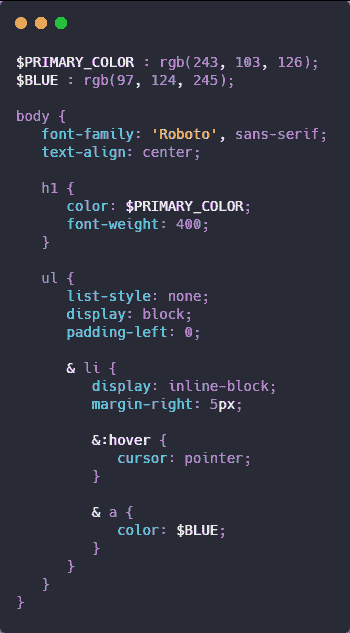 $PRIMARY_COLOR : rgb(243, 103, 126);
$BLUE : rgb(97, 124, 245);

body {
   font-family: 'Roboto', sans-serif;
   text-align: center;

   h1 {
      color: $PRIMARY_COLOR;
      font-weight: 400;
   }

   ul {
      list-style: none;
      display: block;
      padding-left: 0;

      & li {
         display: inline-block;
         margin-right: 5px;

         &:hover {
            cursor: pointer;
         }

         & a {
            color: $BLUE;
         }
      }
   }
}